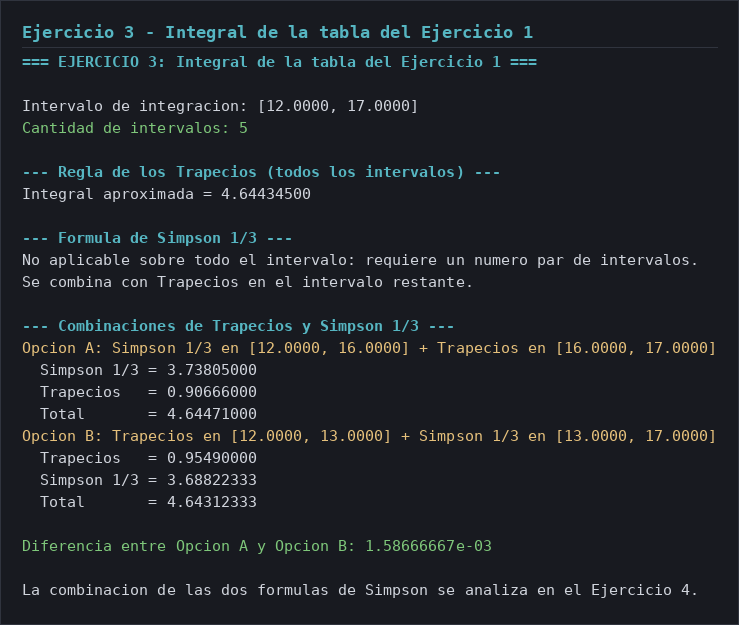 Ejercicio 3 - Integral de la tabla del Ejercicio 1
=== EJERCICIO 3: Integral de la tabla del Ejercicio 1 ===
Intervalo de integracion: [12.0000, 17.0000]
Cantidad de intervalos: 5
--- Regla de los Trapecios (todos los intervalos) ---
Integral aproximada = 4.64434500
--- Formula de Simpson 1/3 ---
No aplicable sobre todo el intervalo: requiere un numero par de intervalos.
Se combina con Trapecios en el intervalo restante.
--- Combinaciones de Trapecios y Simpson 1/3 ---
Opcion A: Simpson 1/3 en [12.0000, 16.0000] + Trapecios en [16.0000, 17.0000]
  Simpson 1/3 = 3.73805000
  Trapecios   = 0.90666000
  Total       = 4.64471000
Opcion B: Trapecios en [12.0000, 13.0000] + Simpson 1/3 en [13.0000, 17.0000]
  Trapecios   = 0.95490000
  Simpson 1/3 = 3.68822333
  Total       = 4.64312333
Diferencia entre Opcion A y Opcion B: 1.58666667e-03
La combinacion de las dos formulas de Simpson se analiza en el Ejercicio 4.